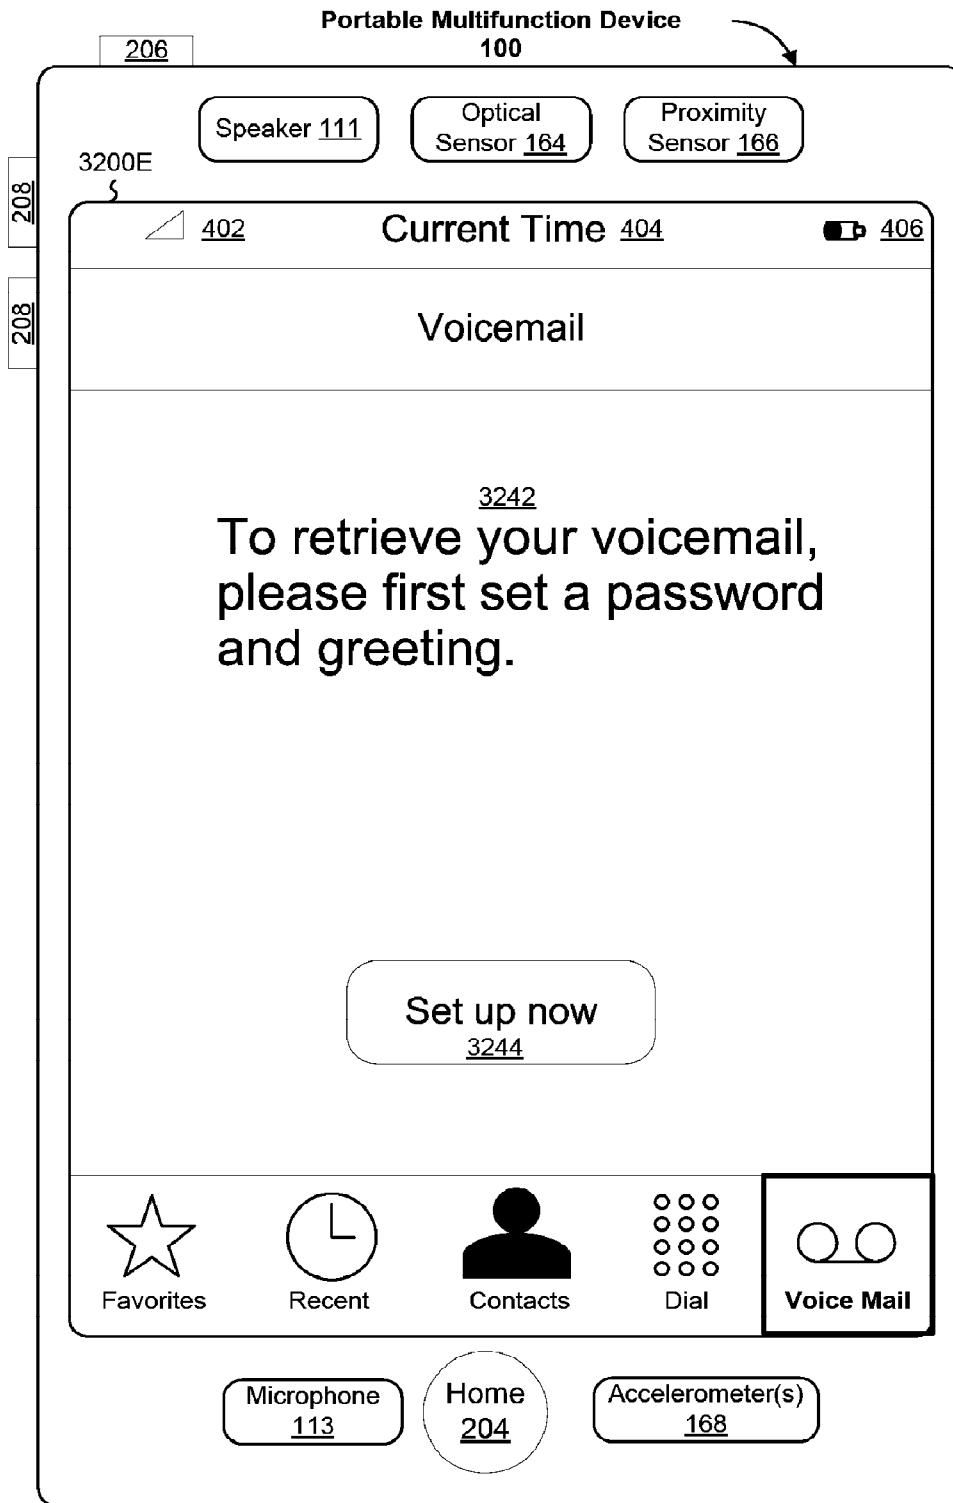 Portable Multifunction Device
100
206
Speaker 111
Optical
Sensor 164
Proximity
Sensor 166
3200E
208
208
402
Current Time 404
406
Voicemail
3242
To retrieve your voicemail,
please first set a password
and greeting.
Set up now
3244
Favorites
Recent
Contacts
Dial
Voice Mail
Microphone
113
Home
204
Accelerometer(s)
168